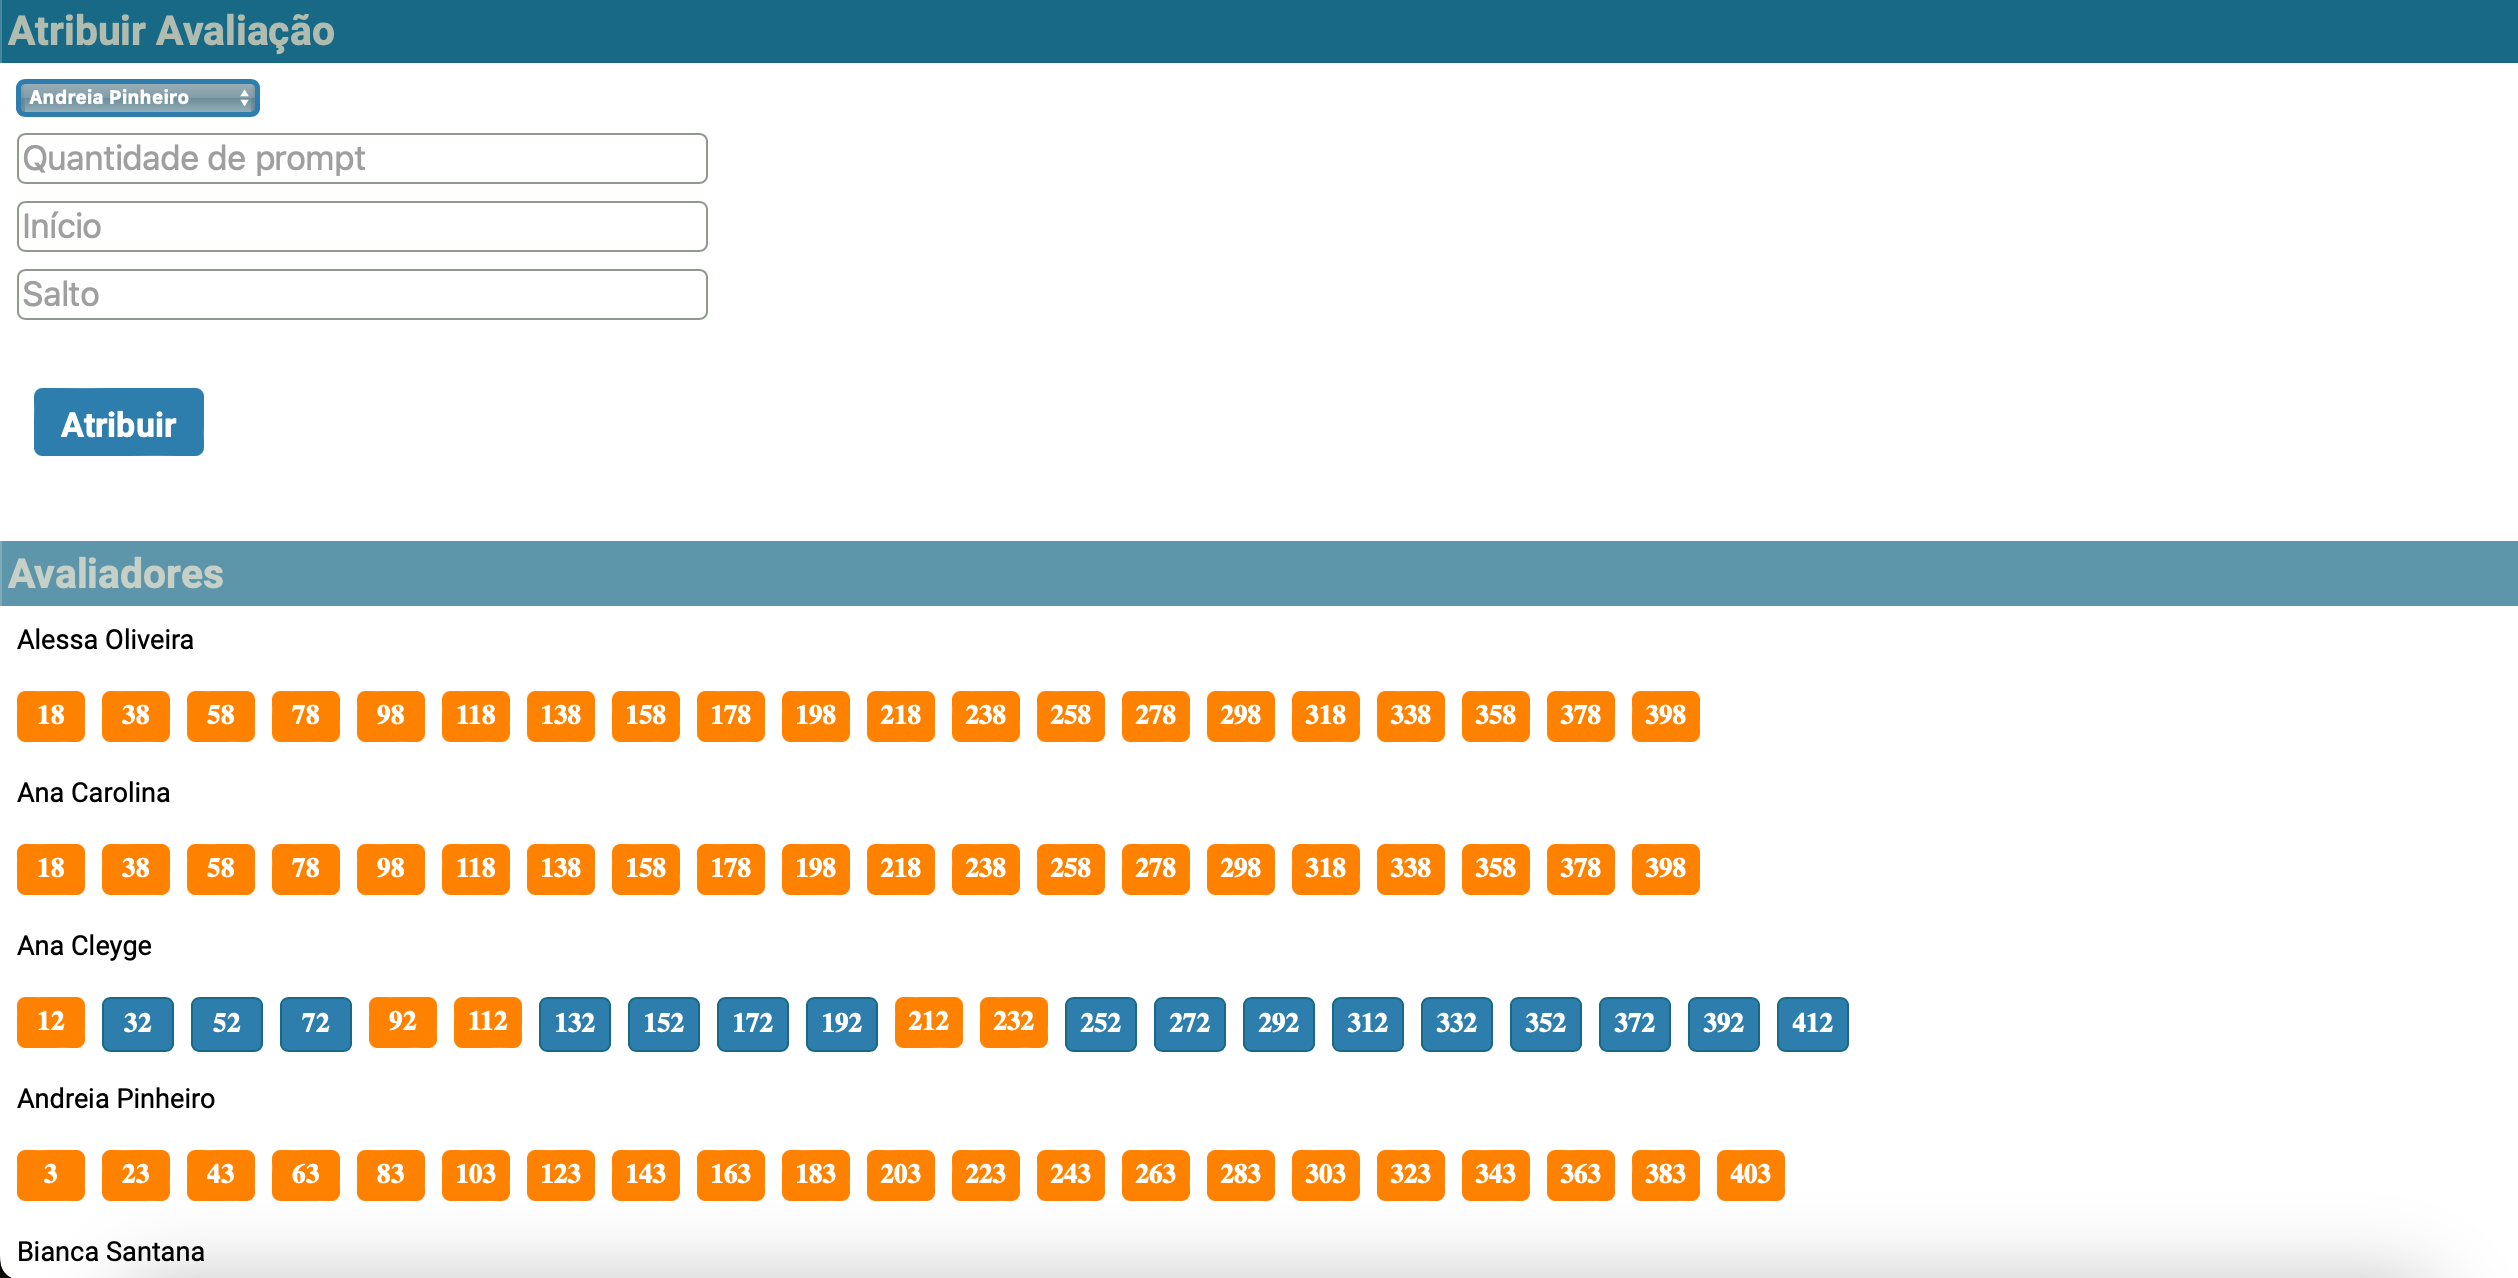 Atribuir Avaliação
Andreia Pinheiro
Quantidade de prompt
Início
Salto
Atribuir
Avaliadores
Alessa Oliveira
18 38 58 78 98 118 138 158 178 198 218 238 258 278 298 318 338 358 378 398
Ana Carolina
18 38 58 78 98 118 138 158 178 198 218 238 258 278 298 318 338 358 378 398
Ana Cleyge
12 32 52 72 92 112 132 152 172 192 212 232 252 272 292 312 332 352 372 392 412
Andreia Pinheiro
3 23 43 63 83 103 123 143 163 183 203 223 243 263 283 303 323 343 363 383 403
Bianca Santana